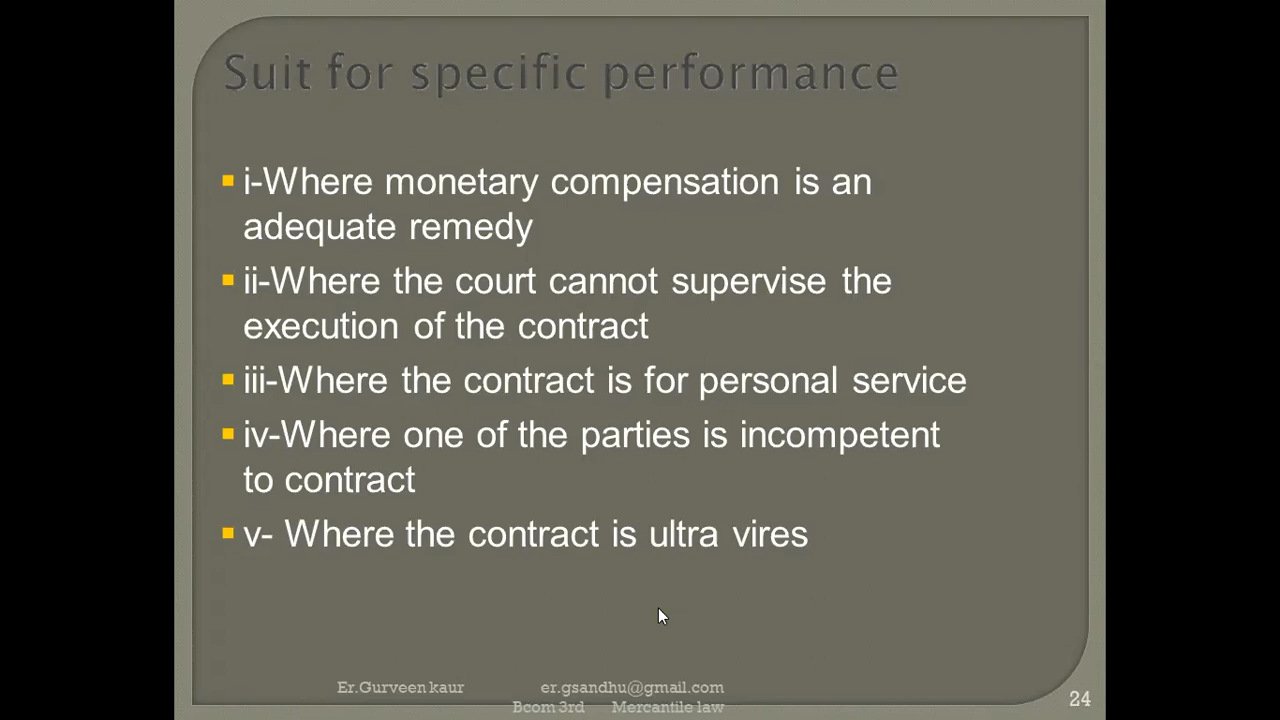 Suit for specific performance
i-Where monetary compensation is an
adequate remedy
ii-Where the court cannot supervise the
execution of the contract
iii-Where the contract is for personal service
iv-Where one of the parties is incompetent
to contract
v- Where the contract is ultra vires
Er.Gurveen kaur er.gsandhu@gmail.com
Bcom 3rd Mercantile law
24